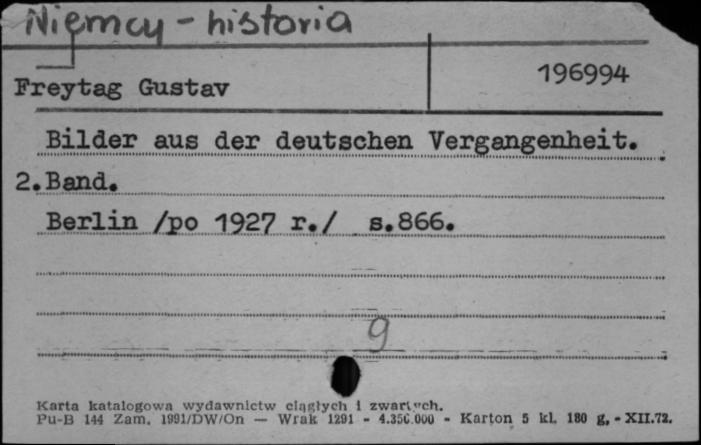 Niemcy - historia
Freytag Gustav 196994
Bilder aus der deutschen Vergangenheit.
2.Band.
Berlin /po 1927 r./ s.866.
9
Karta katalogowa wydawnictw ciągłych i zwartych.
Pu-B 144 Zam. 1991/DW/On — Wrak 1291 - 4.350.000 - Karton 5 kl. 180 g, - XII.72.